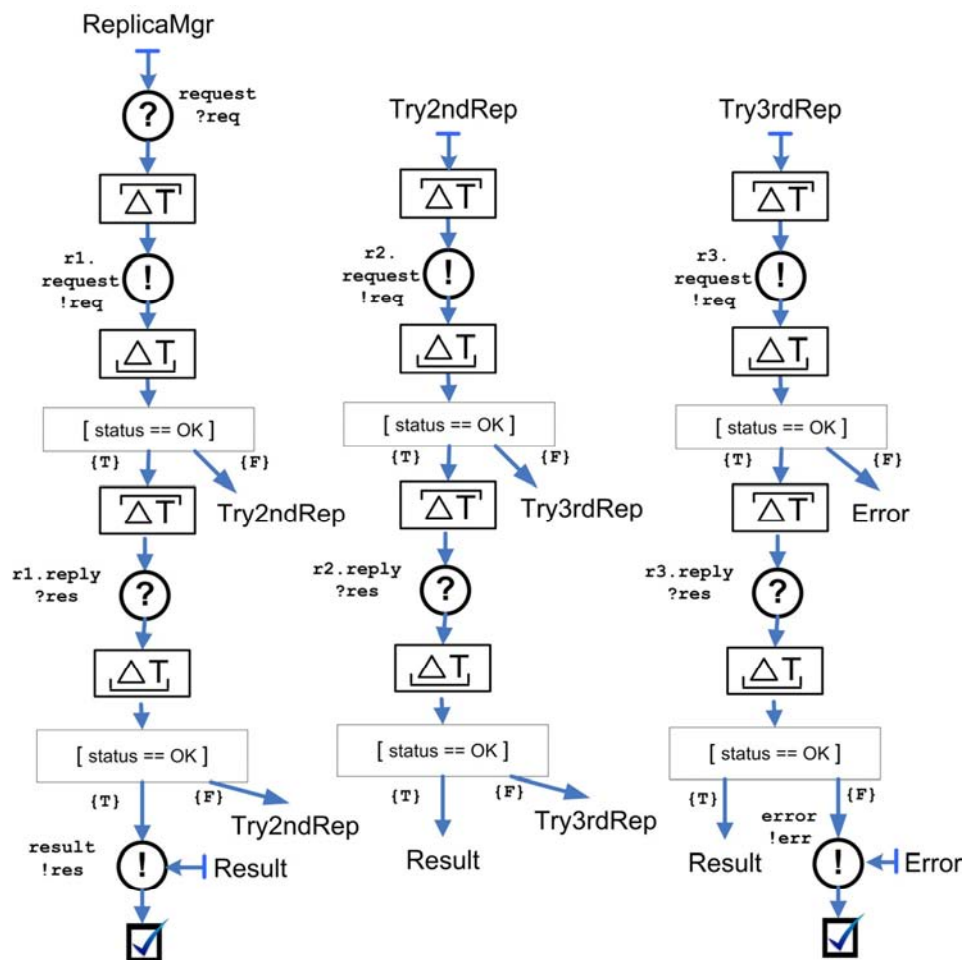 ReplicaMgr
?
request
?req
△T
r1.
request
!req
!
△T
[ status == OK ]
{T}
{F}
Try2ndRep
△T
r1.reply
?res
?
△T
[ status == OK ]
{T}
{F}
Try2ndRep
result
!res
!
Result
Try2ndRep
△T
r2.
request
!req
!
△T
[ status == OK ]
{T}
{F}
Try3rdRep
△T
r2.reply
?res
?
△T
[ status == OK ]
{T}
{F}
Try3rdRep
Result
Try3rdRep
△T
r3.
request
!req
!
△T
[ status == OK ]
{T}
{F}
Error
△T
r3.reply
?res
?
△T
[ status == OK ]
{T}
{F}
Result
error
!err
!
Error